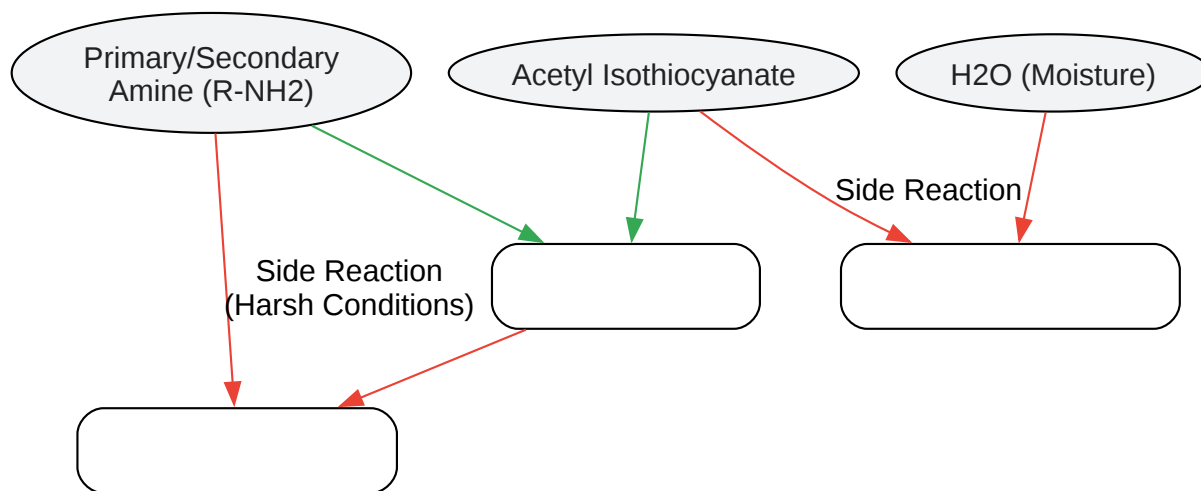 Primary/Secondary
Amine (R-NH2)
Acetyl Isothiocyanate
H2O (Moisture)
Side Reaction
Side Reaction
(Harsh Conditions)